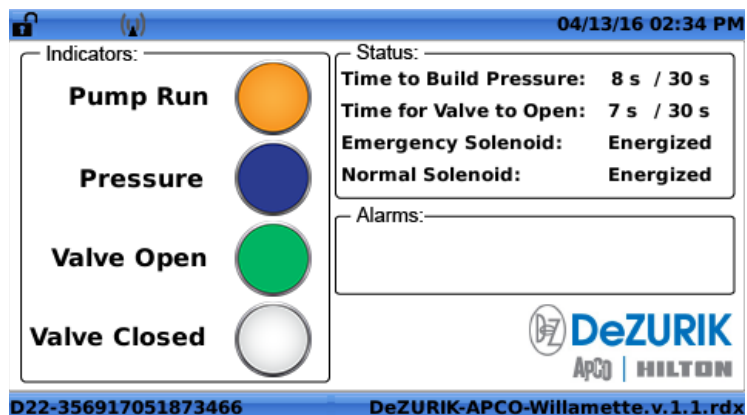 04/13/16 02:34 PM
Indicators:
Pump Run
Pressure
Valve Open
Valve Closed
Status:
Time to Build Pressure: 8 s / 30 s
Time for Valve to Open: 7 s / 30 s
Emergency Solenoid: Energized
Normal Solenoid: Energized
Alarms:
DZ DeZURIK
APCO | HILTON
D22-356917051873466 DeZURIK-APCO-Willamette.v.1.1.rdx